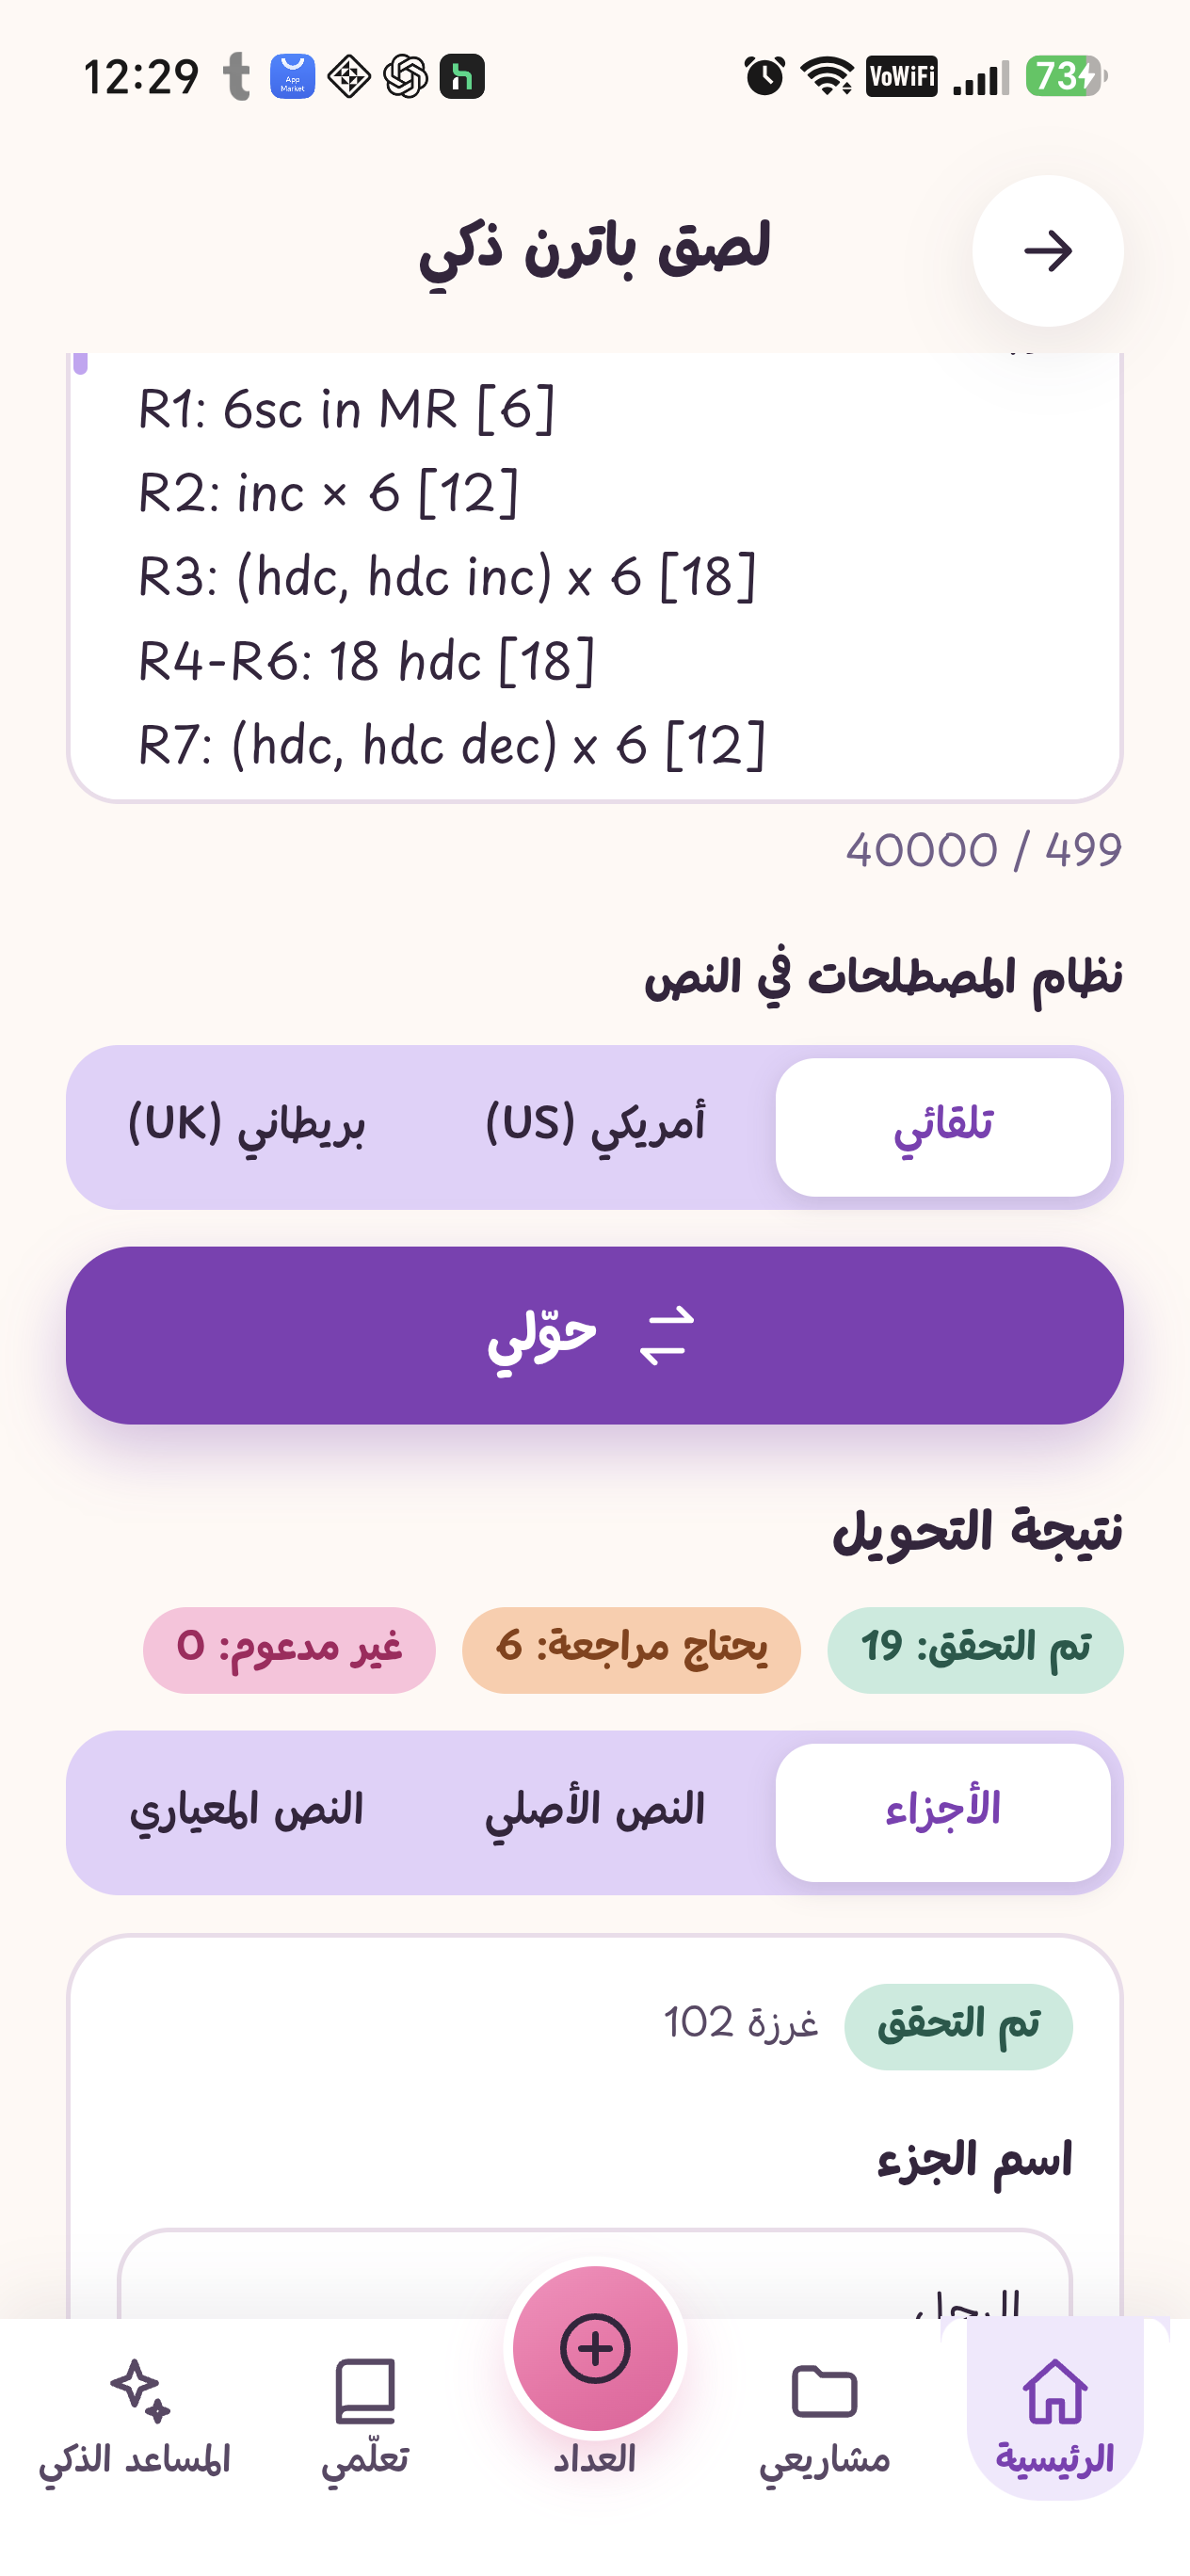 12:29
App Market
VoWiFi
73
لصق باترن ذكي
R1: 6sc in MR [6]
R2: inc × 6 [12]
R3: (hdc, hdc inc) x 6 [18]
R4-R6: 18 hdc [18]
R7: (hdc, hdc dec) x 6 [12]
40000 / 499
نظام المصطلحات في النص
تلقائي
أمريكي (US)
بريطاني (UK)
حوّلي
نتيجة التحويل
تم التحقق: 19
يحتاج مراجعة: 6
غير مدعوم: 0
الأجزاء
النص الأصلي
النص المعياري
تم التحقق
102 غرزة
اسم الجزء
الرئيسية
مشاريعي
العداد
تعلّمي
المساعد الذكي